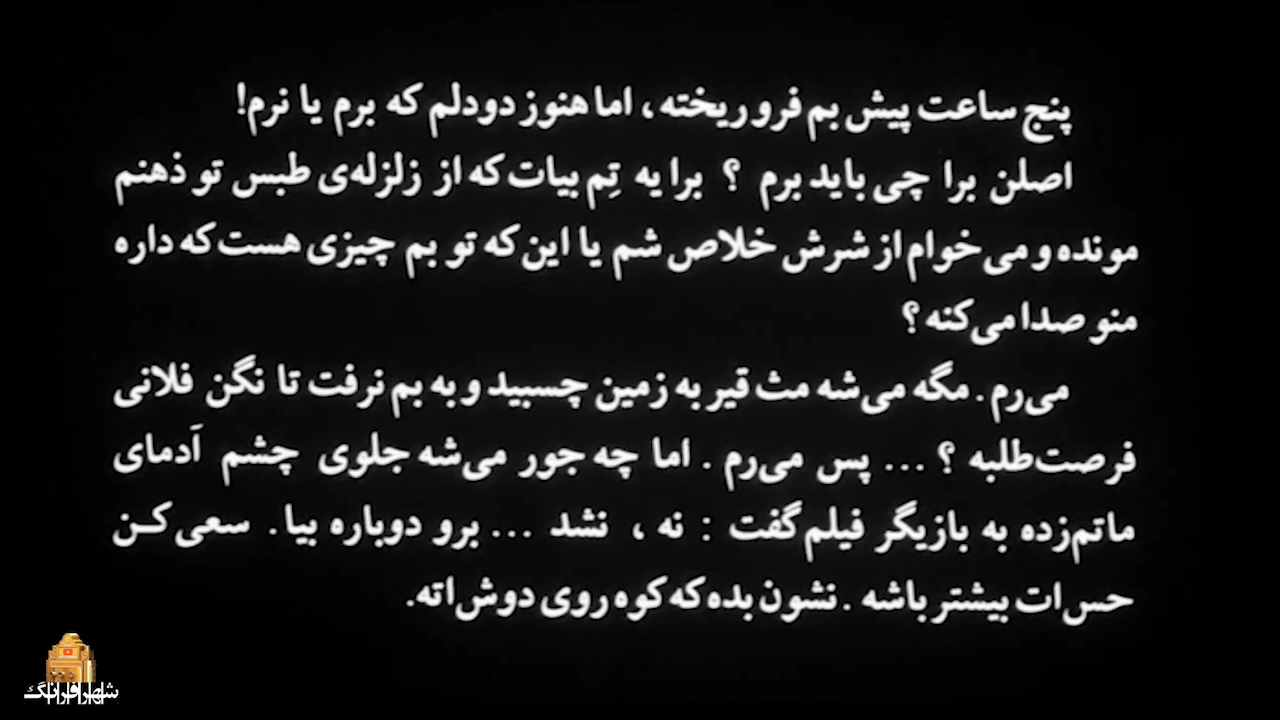 پنج ساعت پیش بم فرو ریخته ، اما هنوز دودلم که برم یا نرم!
اصلن برا چی باید برم ؟ برا یه تِم بیات که از زلزله‌ی طبس تو ذهنم
مونده و می‌خوام از شرش خلاص شم یا این‌که تو بم چیزی هست که داره
منو صدا می‌کنه ؟
می‌رم . مگه می‌شه مث قیر به زمین چسبید و به بم نرفت تا نگن فلانی
فرصت‌طلبه ؟ ... پس می‌رم . اما چه جور می‌شه جلوی چشم آدمای
ماتم‌زده به بازیگر فیلم گفت : نه ، نشد ... برو دوباره بیا . سعی کـن
حس‌ات بیشتر باشه . نشون بده که کوه روی دوش‌اته.
شهر فرانگ